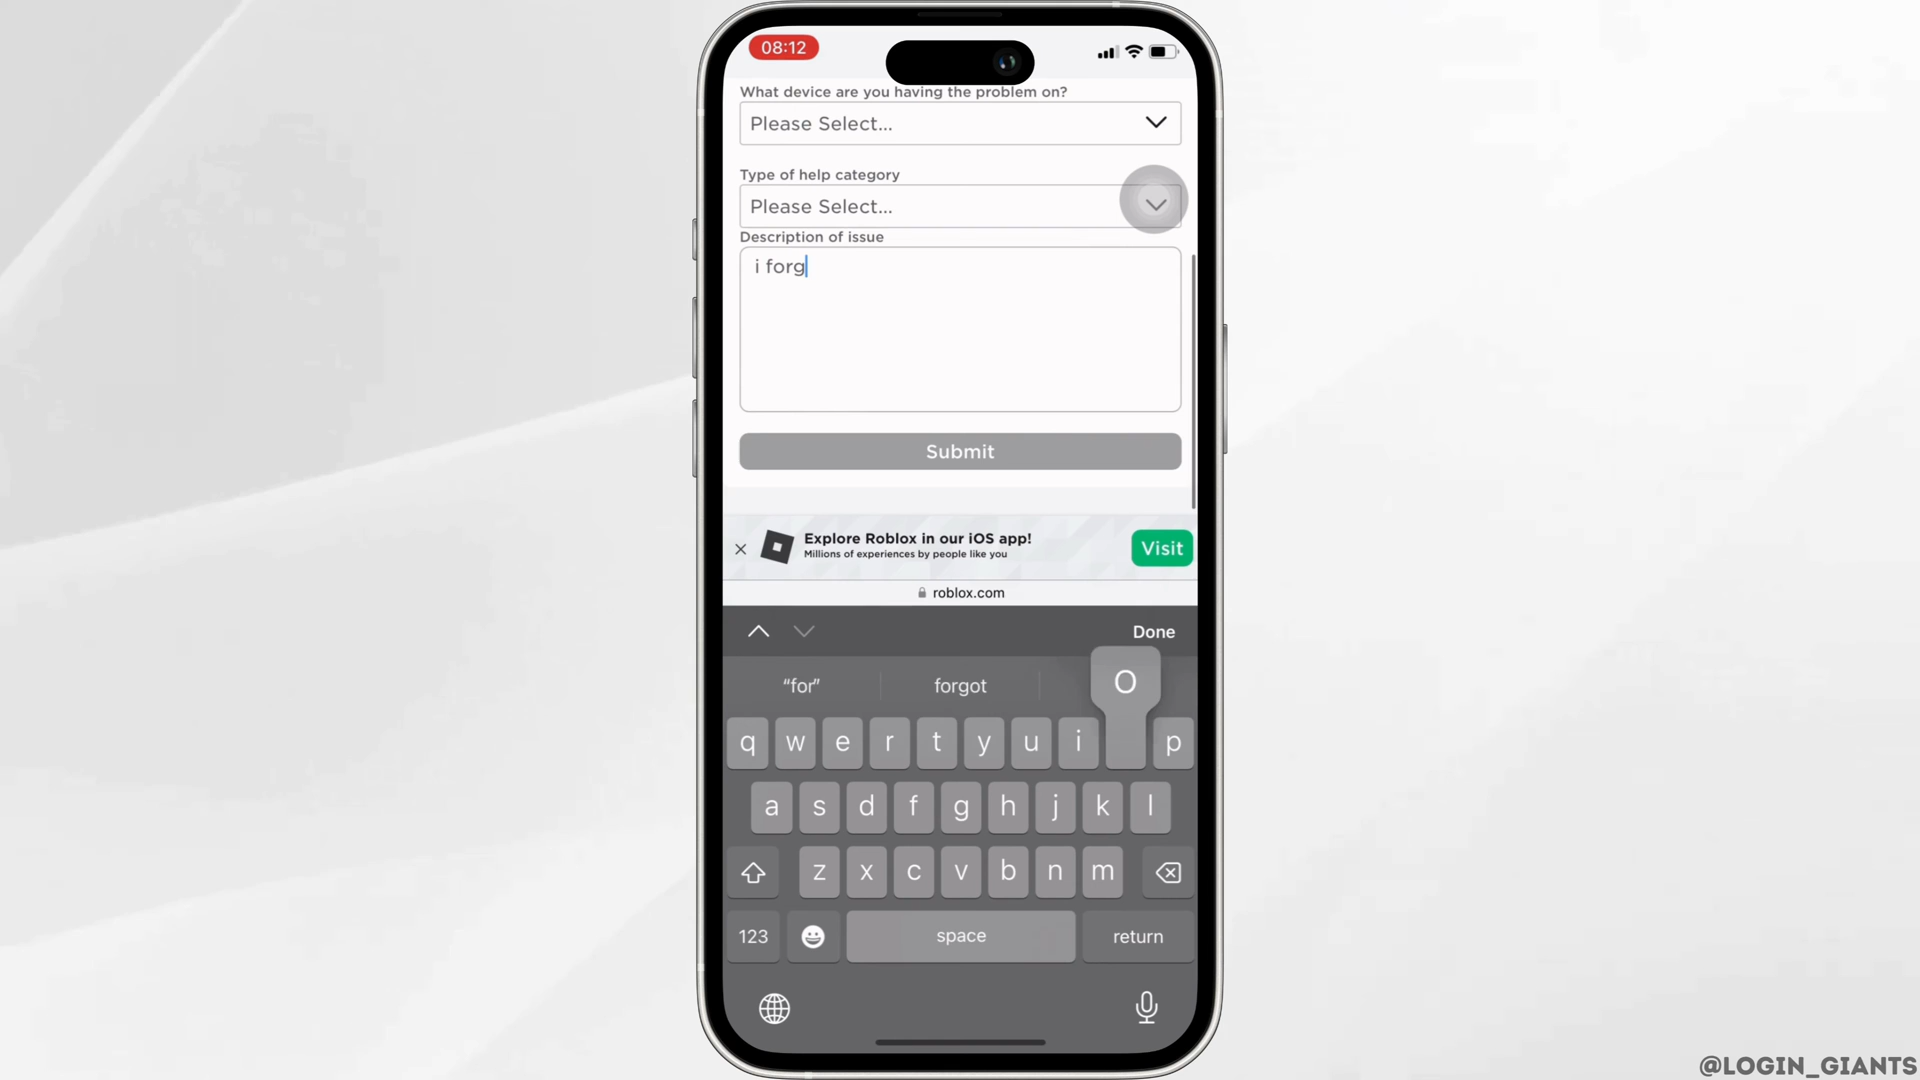 08:12
What device are you having the problem on?
Please Select...
Type of help category
Please Select...
Description of issue
i forg
Submit
Explore Roblox in our iOS app!
Millions of experiences by people like you
Visit
roblox.com
Done
"for" forgot
O
q w e r t y u i p
a s d f g h j k l
z x c v b n m
123 space return
@LOGIN_GIANTS